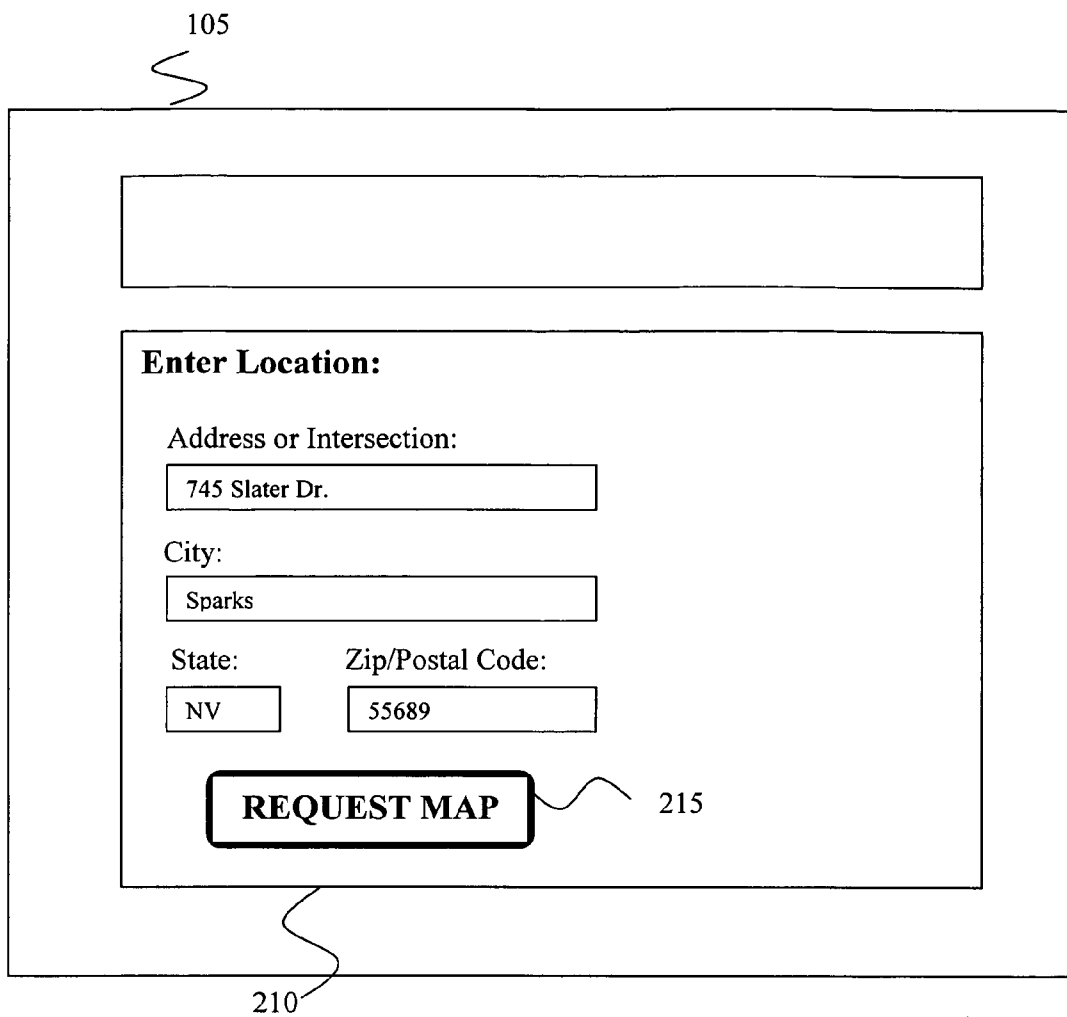 105
Enter Location:
Address or Intersection:
745 Slater Dr.
City:
Sparks
State: Zip/Postal Code:
NV 55689
REQUEST MAP 215
210